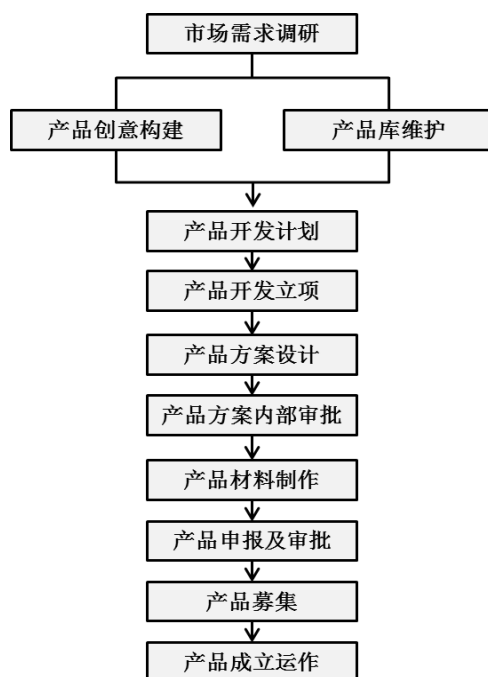 市场需求调研
产品创意构建
产品库维护
产品开发计划
产品开发立项
产品方案设计
产品方案内部审批
产品材料制作
产品申报及审批
产品募集
产品成立运作